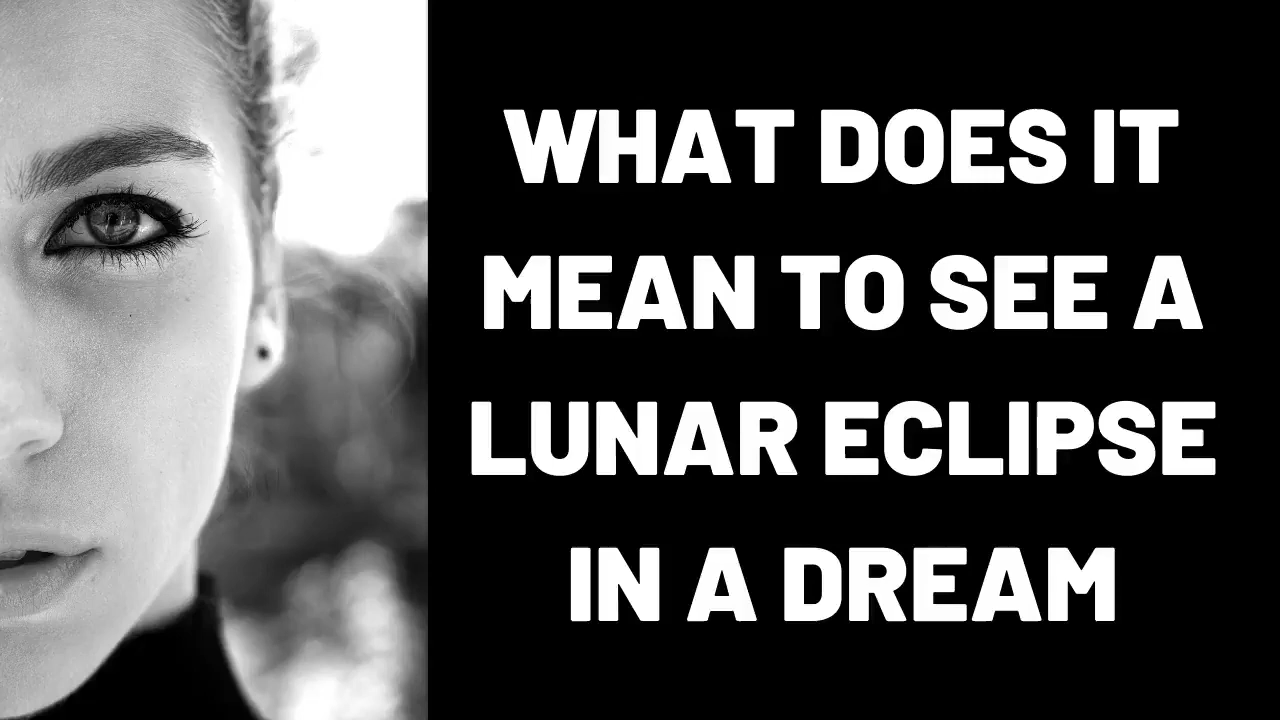 WHAT DOES IT
MEAN TO SEE A
LUNAR ECLIPSE
IN A DREAM